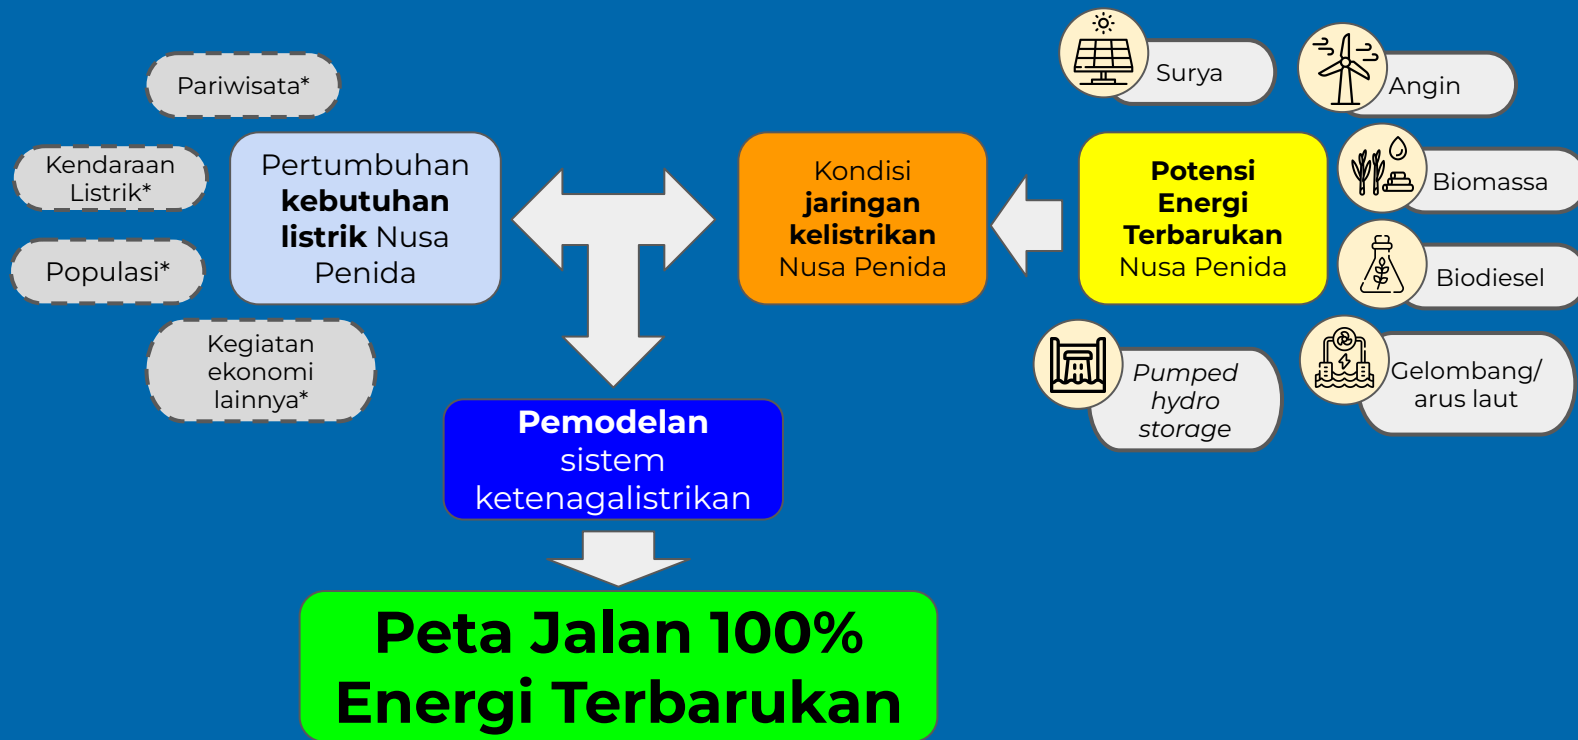 Pariwisata*
Kendaraan
Listrik*
Populasi*
Kegiatan
ekonomi
lainnya*
Pertumbuhan
kebutuhan
listrik Nusa
Penida
Kondisi
jaringan
kelistrikan
Nusa Penida
Potensi
Energi
Terbarukan
Nusa Penida
Surya
Angin
Biomassa
Biodiesel
Gelombang/
arus laut
Pumped
hydro
storage
Pemodelan
sistem
ketenagalistrikan
Peta Jalan 100%
Energi Terbarukan